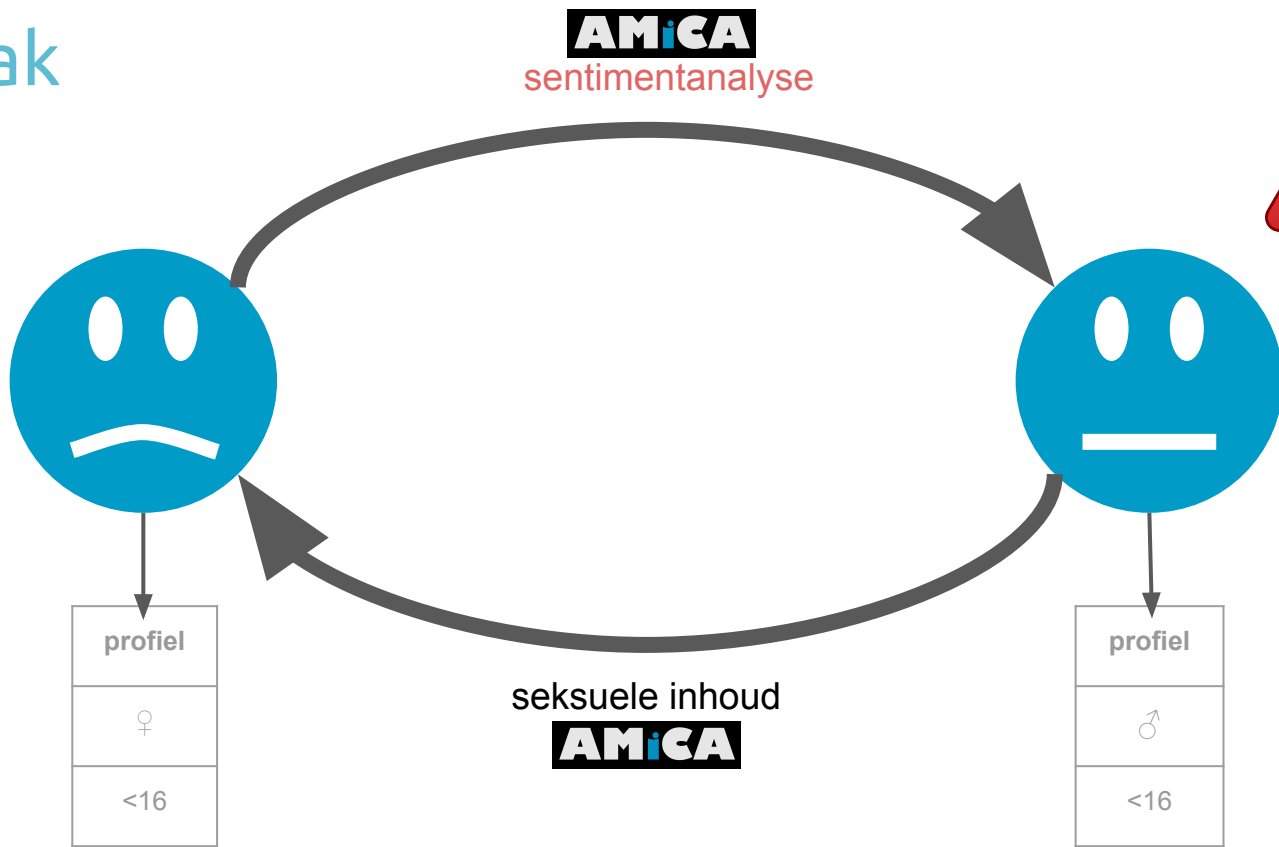 ak
AMiCA
sentimentanalyse
profiel
♀
<16
seksuele inhoud
AMiCA
profiel
♂
<16